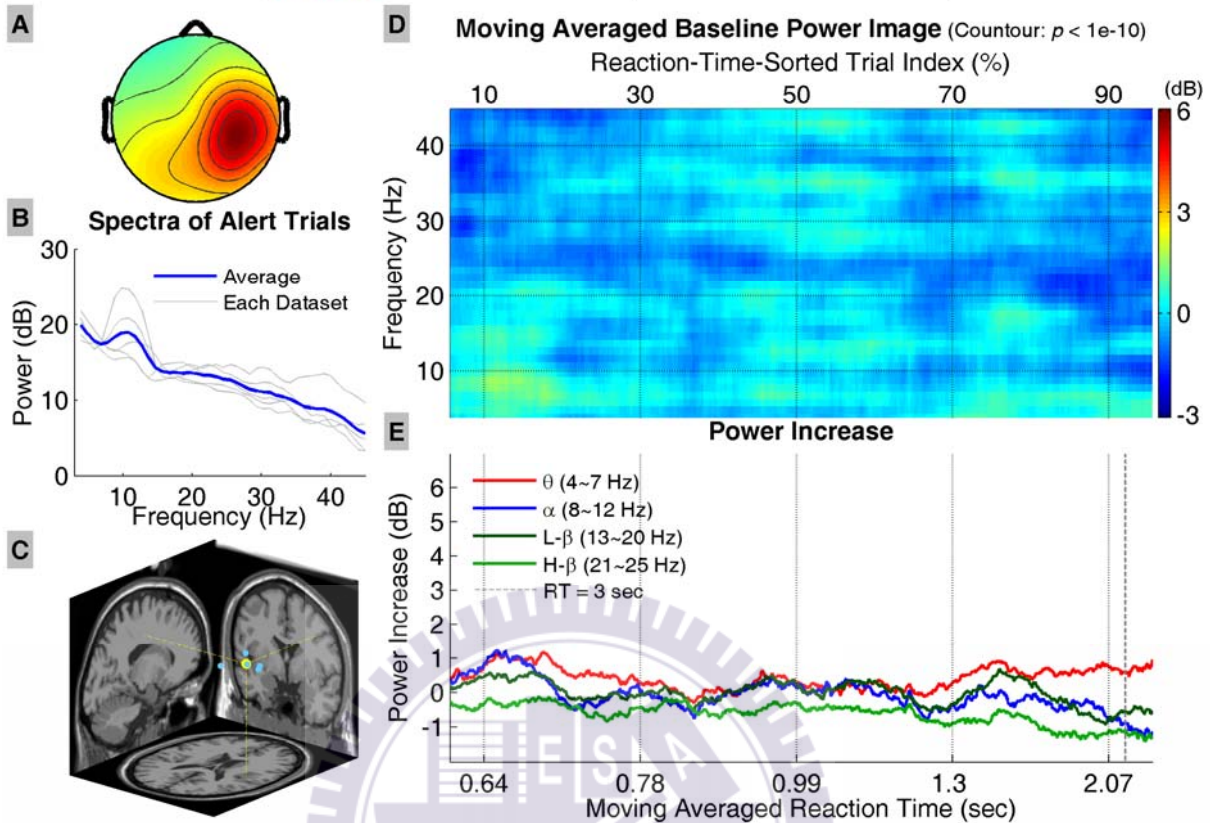 A
B
Spectra of Alert Trials
30
20
10
0
Power (dB)
Average
Each Dataset
10 20 30 40
Frequency (Hz)
C
D
Moving Averaged Baseline Power Image (Countour: p < 1e-10)
Reaction-Time-Sorted Trial Index (%)
10 30 50 70 90
(dB)
6
3
0
-3
Frequency (Hz)
40
30
20
10
E
Power Increase
Power Increase (dB)
6
5
4
3
2
1
0
-1
θ (4~7 Hz)
α (8~12 Hz)
L-β (13~20 Hz)
H-β (21~25 Hz)
RT = 3 sec
E S A
0.64 0.78 0.99 1.3 2.07
Moving Averaged Reaction Time (sec)